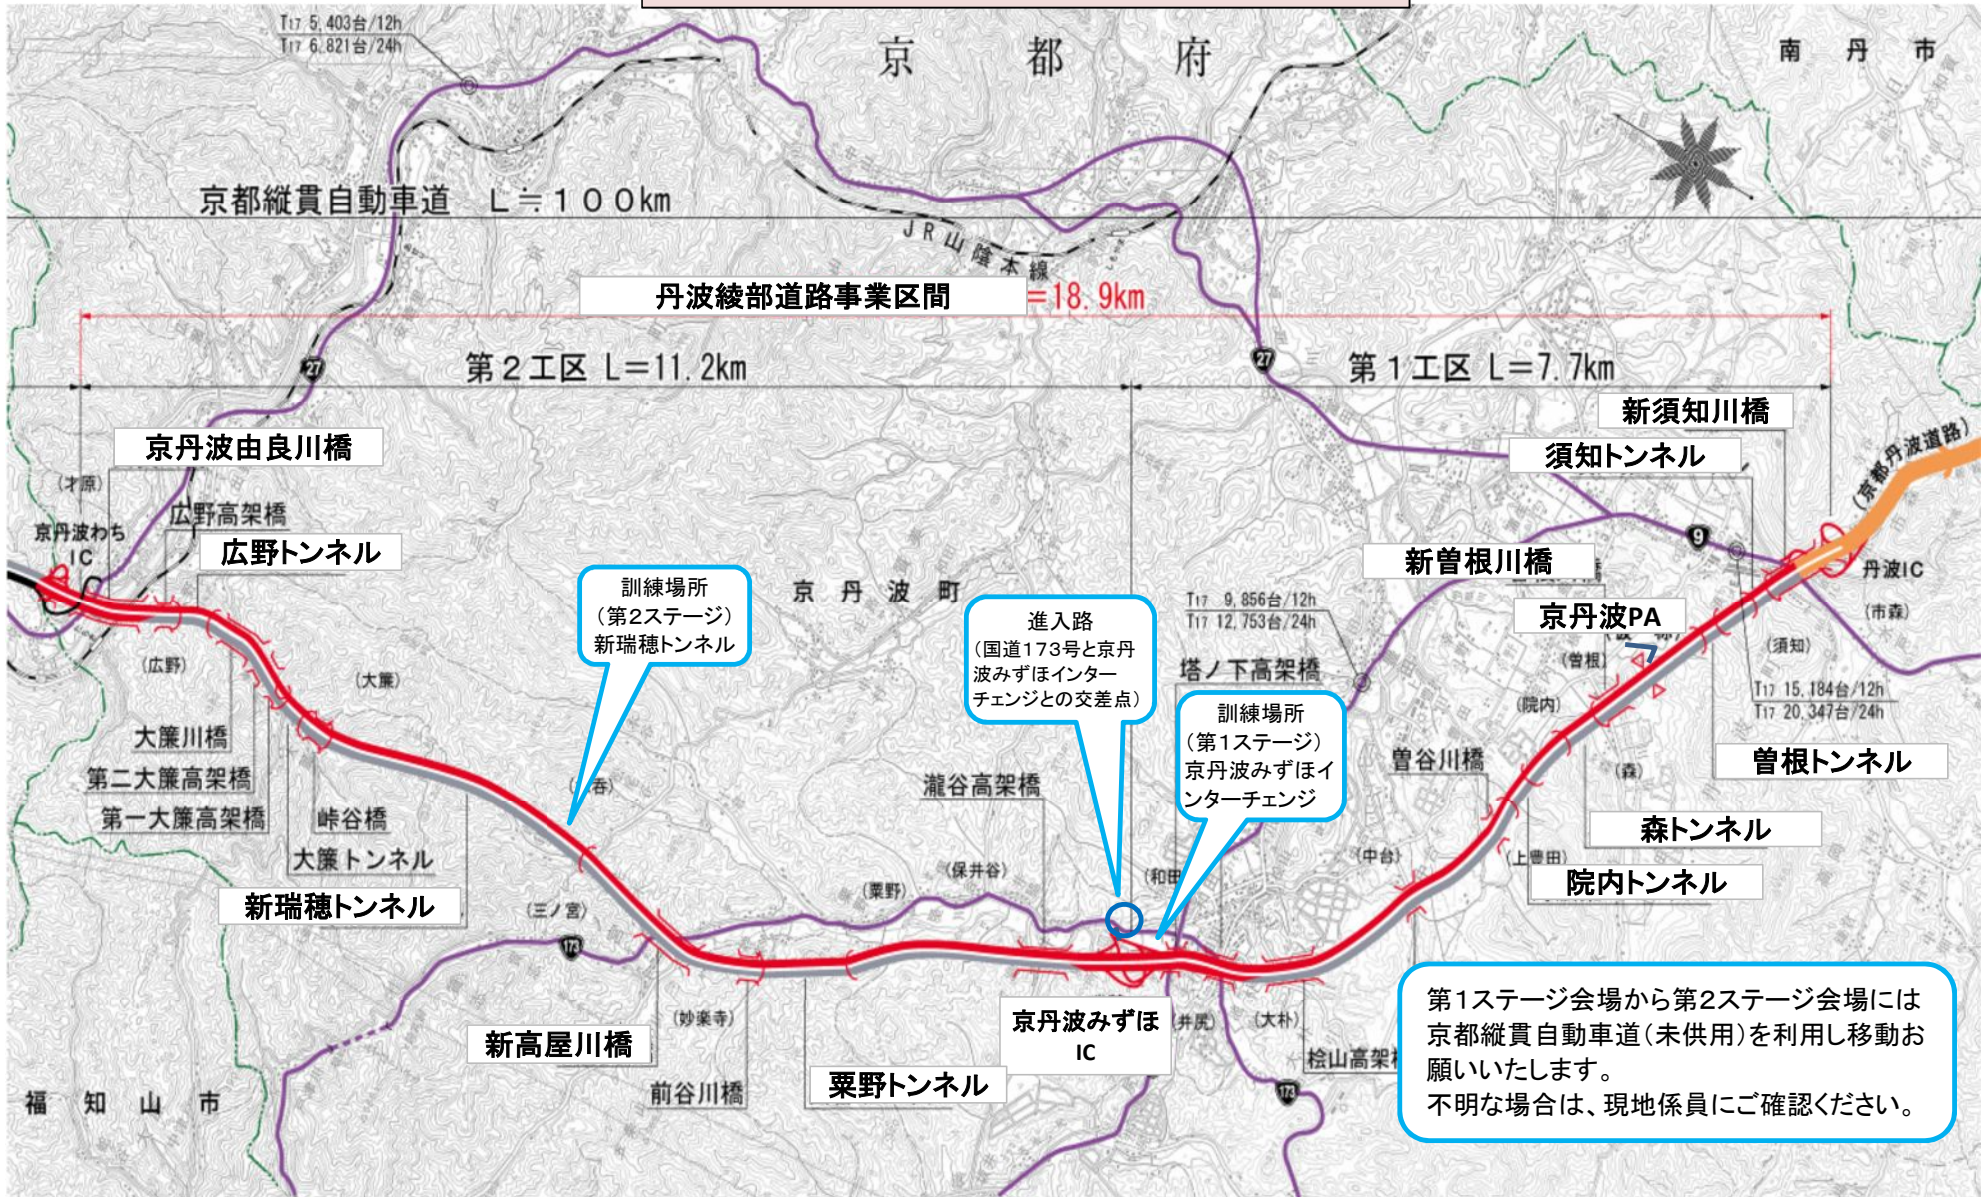 T17 5,403台/12h
T17 6,821台/24h
京都府
南丹市
京都縦貫自動車道 L≒100km
JR山陰本線
丹波綾部道路事業区間
=18.9km
第2工区 L=11.2km
第1工区 L=7.7km
27
27
新須知川橋
須知トンネル
(京都丹波道路)
京丹波由良川橋
(才原)
広野高架橋
京丹波わち
IC
広野トンネル
9
新曽根川橋
丹波IC
(市森)
京丹波PA
訓練場所
(第2ステージ)
新瑞穂トンネル
京丹波町
進入路
(国道173号と京丹
波みずほインター
チェンジとの交差点)
T17 9,856台/12h
T17 12,753台/24h
塔ノ下高架橋
訓練場所
(第1ステージ)
京丹波みずほイ
ンターチェンジ
(曽根)
(須知)
T17 15,184台/12h
T17 20,347台/24h
(院内)
(広野)
(大簾)
大簾川橋
第二大簾高架橋
第一大簾高架橋
峠谷橋
大簾トンネル
新瑞穂トンネル
瀧谷高架橋
曽谷川橋
(森)
曽根トンネル
森トンネル
(中台)
(上豊田)
院内トンネル
(保井谷)
(粟野)
(和田
(三ノ宮)
173
新高屋川橋
(妙楽寺)
前谷川橋
粟野トンネル
京丹波みずほ
IC
(井尻)
(大朴)
桧山高架
173
福知山市
第1ステージ会場から第2ステージ会場には
京都縦貫自動車道(未供用)を利用し移動お
願いいたします。
不明な場合は、現地係員にご確認ください。